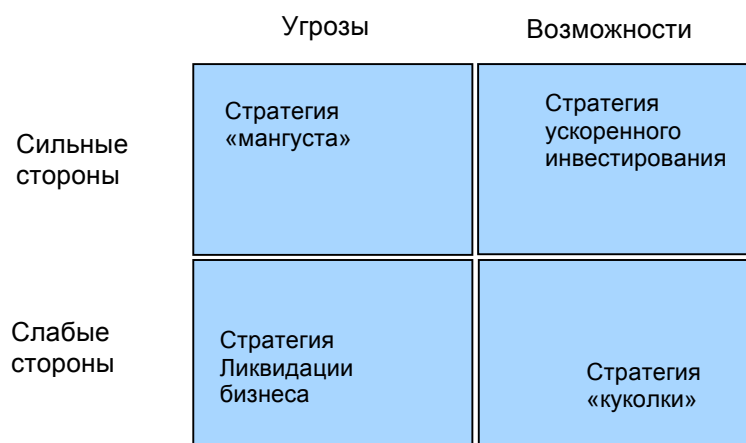 Угрозы
Возможности
Сильные
стороны
Стратегия
«мангуста»
Стратегия
ускоренного
инвестирования
Слабые
стороны
Стратегия
Ликвидации
бизнеса
Стратегия
«куколки»